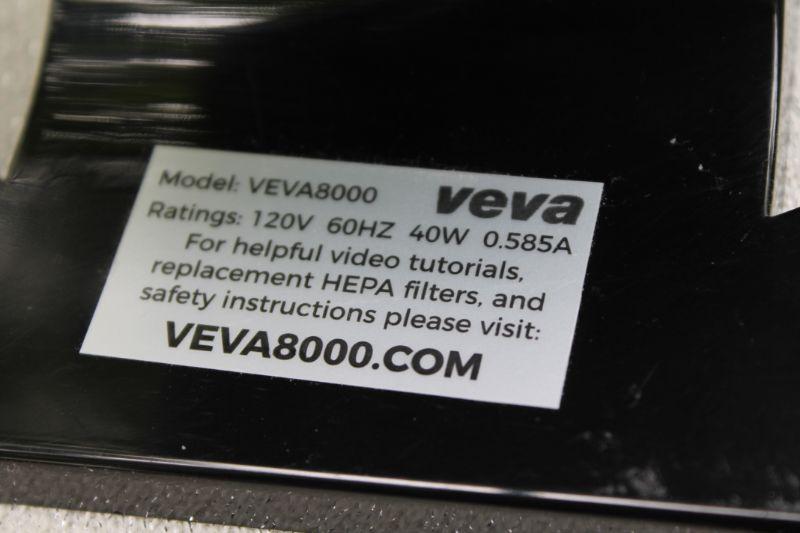 Model: VEVA8000 veva
Ratings: 120V 60HZ 40W 0.585A
For helpful video tutorials,
replacement HEPA filters, and
safety instructions please visit:
VEVA8000.COM